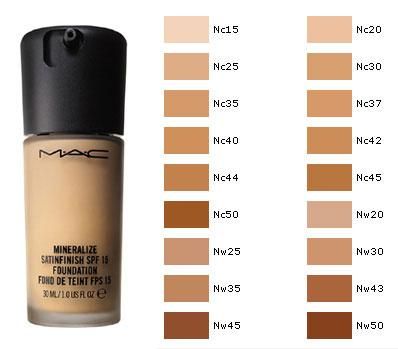 MAC
MINERALIZE
SATINFINISH SPF 15
FOUNDATION
FOND DE TEINT FPS 15
30 ML/1.0 US FL OZ ℮
Nc15
Nc20
Nc25
Nc30
Nc35
Nc37
Nc40
Nc42
Nc44
Nc45
Nc50
Nw20
Nw25
Nw30
Nw35
Nw43
Nw45
Nw50